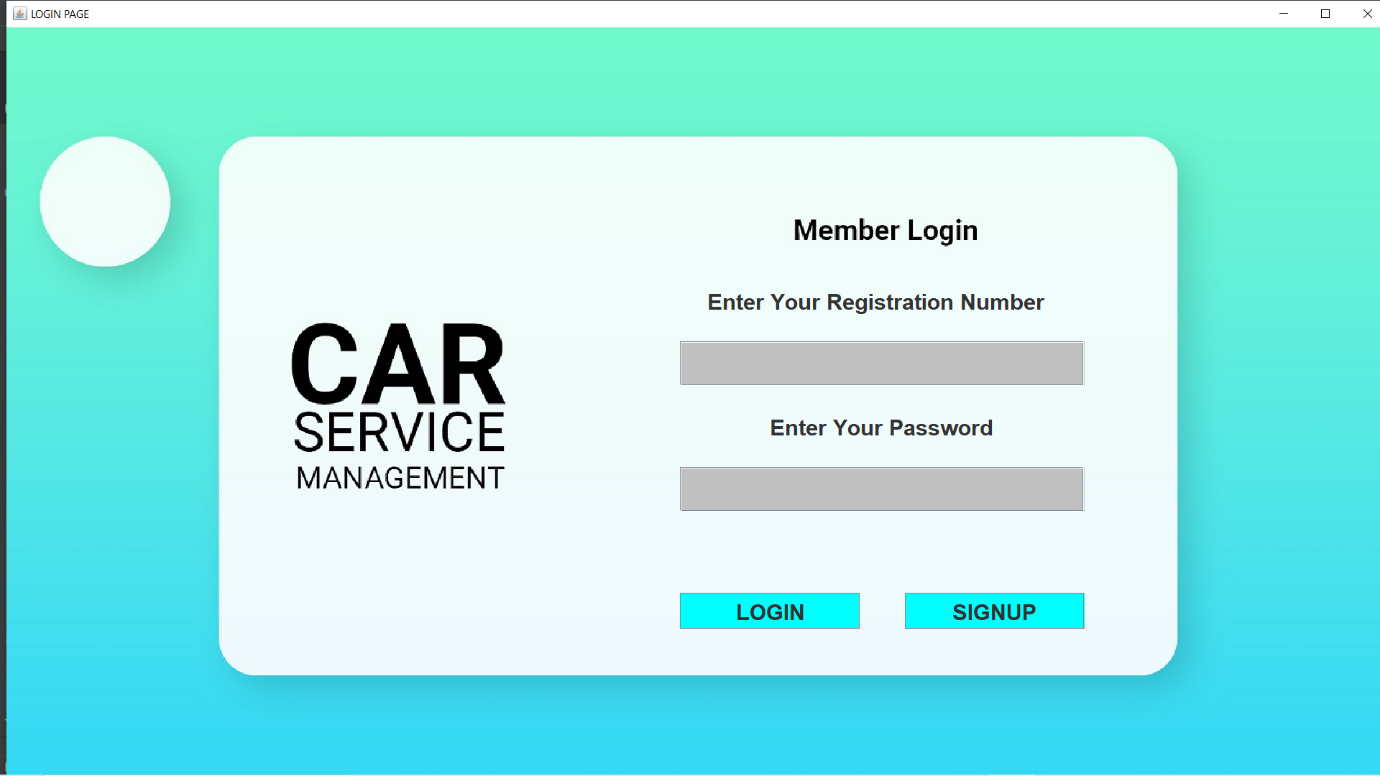 LOGIN PAGE
Member Login
Enter Your Registration Number
CAR
SERVICE
MANAGEMENT
Enter Your Password
LOGIN
SIGNUP